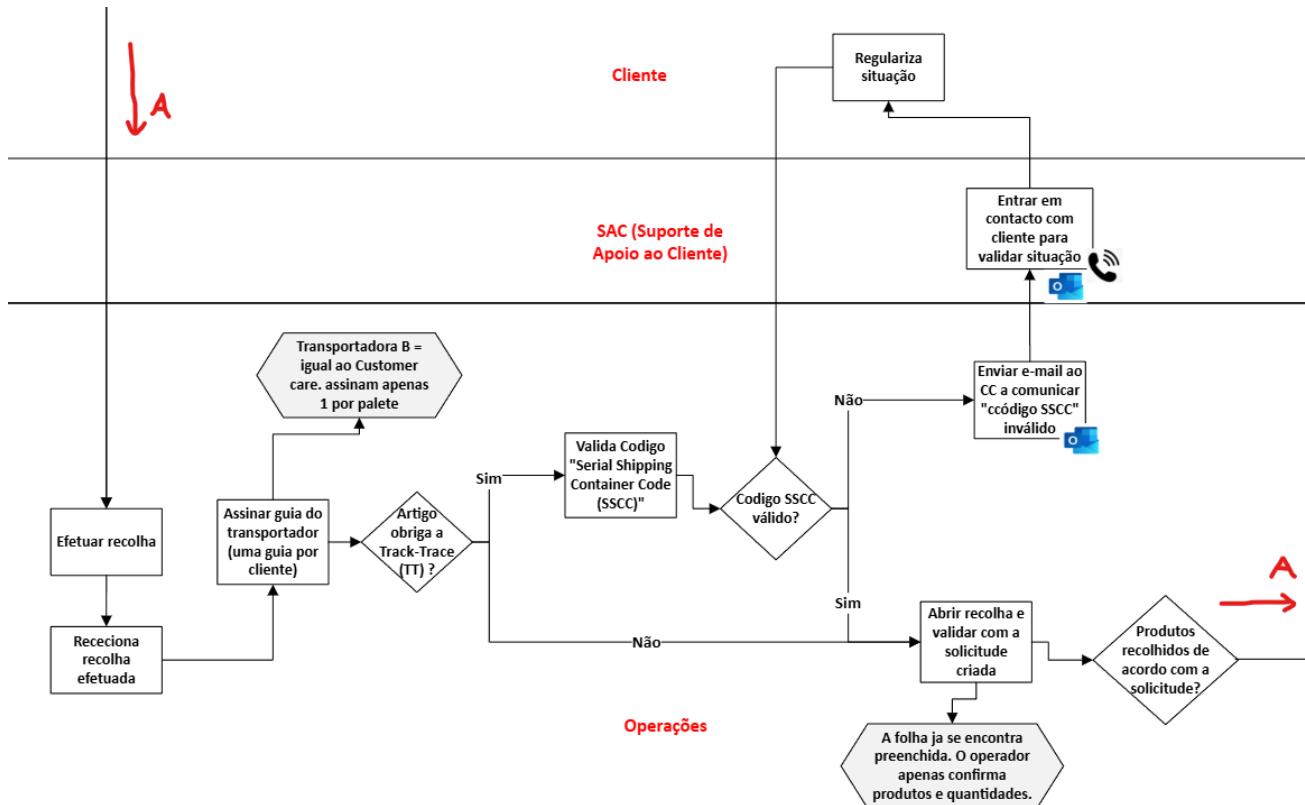 A
Cliente
Regulariza
situação
SAC (Suporte de
Apoio ao Cliente)
Entrar em
contacto com
cliente para
validar situação
Transportadora B =
igual ao Customer
care. assinam apenas
1 por palete
Enviar e-mail ao
CC a comunicar
"ccódigo SSCC"
inválido
Não
Sim
Valida Codigo
"Serial Shipping
Container Code
(SSCC)"
Codigo SSCC
válido?
Efetuar recolha
Assinar guia do
transportador
(uma guia por
cliente)
Artigo
obriga a
Track-Trace
(TT) ?
A
Sim
Abrir recolha e
validar com a
solicitude
criada
Produtos
recolhidos de
acordo com a
solicitude?
Receciona
recolha
efetuada
Não
Operações
A folha ja se encontra
preenchida. O operador
apenas confirma
produtos e quantidades.